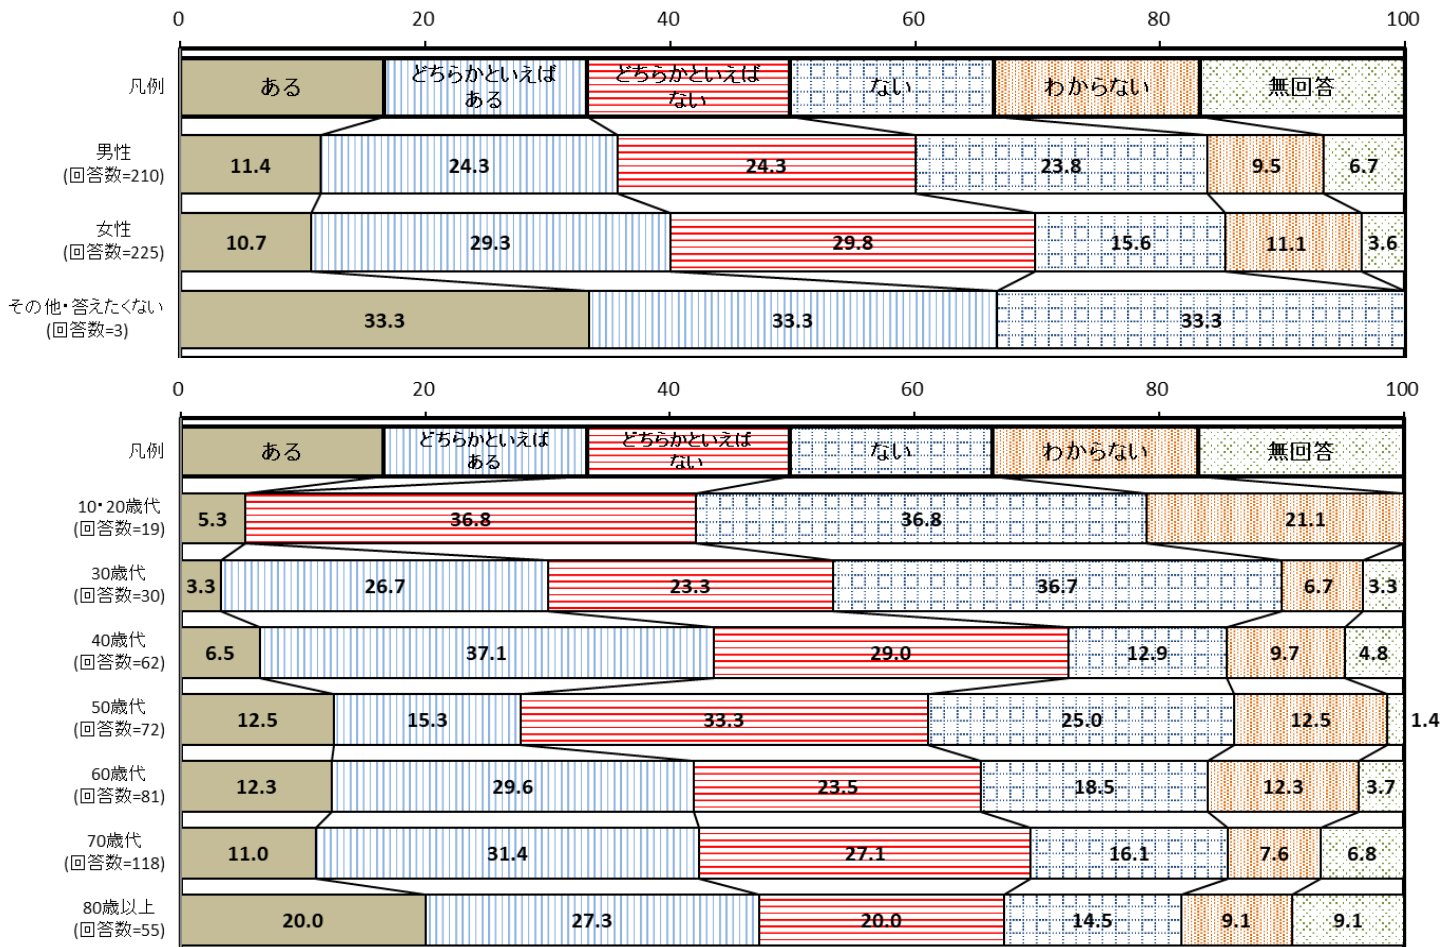 0 20 40 60 80 100
凡例 ある どちらかといえば ある どちらかといえば ない ない わからない 無回答
男性
(回答数=210)
11.4 24.3 24.3 23.8 9.5 6.7
女性
(回答数=225)
10.7 29.3 29.8 15.6 11.1 3.6
その他・答えたくない
(回答数=3)
33.3 33.3 33.3
0 20 40 60 80 100
凡例 ある どちらかといえば ある どちらかといえば ない ない わからない 無回答
10・20歳代
(回答数=19)
5.3 36.8 36.8 21.1
30歳代
(回答数=30)
3.3 26.7 23.3 36.7 6.7 3.3
40歳代
(回答数=62)
6.5 37.1 29.0 12.9 9.7 4.8
50歳代
(回答数=72)
12.5 15.3 33.3 25.0 12.5 1.4
60歳代
(回答数=81)
12.3 29.6 23.5 18.5 12.3 3.7
70歳代
(回答数=118)
11.0 31.4 27.1 16.1 7.6 6.8
80歳以上
(回答数=55)
20.0 27.3 20.0 14.5 9.1 9.1